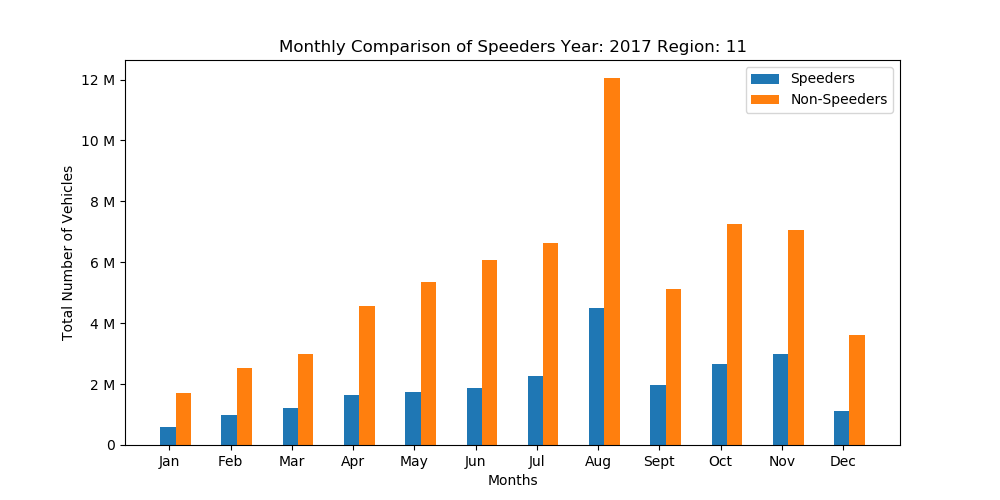 Monthly Comparison of Speeders Year: 2017 Region: 11
Speeders
Non-Speeders
12 M
10 M
8 M
6 M
4 M
2 M
0
Total Number of Vehicles
Jan Feb Mar Apr May Jun Jul Aug Sept Oct Nov Dec
Months